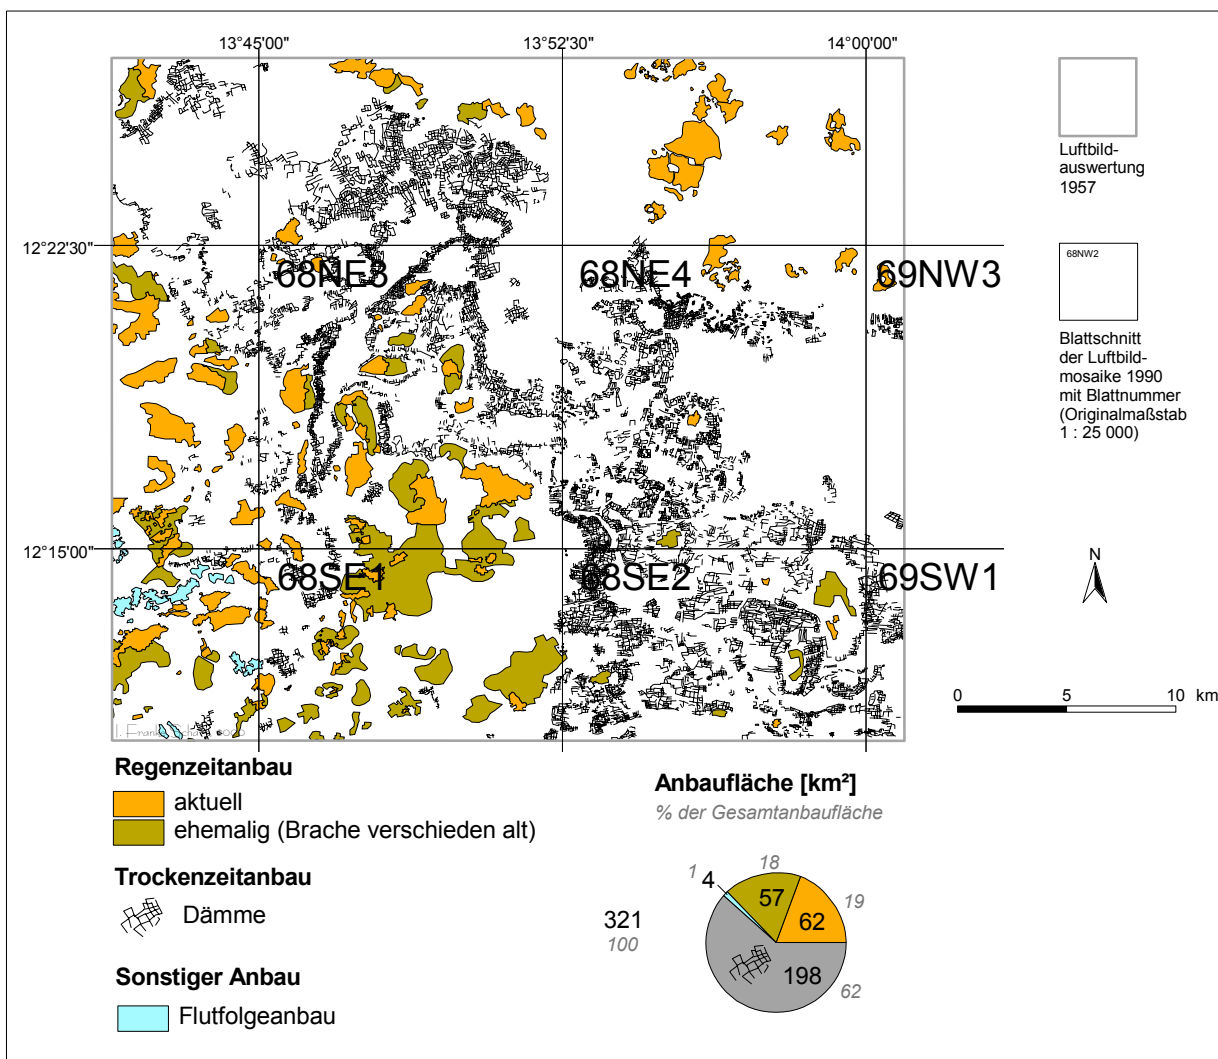 13°45'00"
13°52'30"
14°00'00"
Luftbild-
auswertung
1957
12°22'30"
68NE3
68NE4
69NW3
68NW2
Blattschnitt
der Luftbild-
mosaike 1990
mit Blattnummer
(Originalmaßstab
1 : 25 000)
12°15'00"
68SE1
68SE2
69SW1
N
0
5
10
km
Regenzeitanbau
aktuell
ehemalig (Brache verschieden alt)
Trockenzeitanbau
Dämme
Sonstiger Anbau
Flutfolgeanbau
Anbaufläche [km²]
% der Gesamtanbaufläche
321
100
1
4
18
57
19
62
198
62